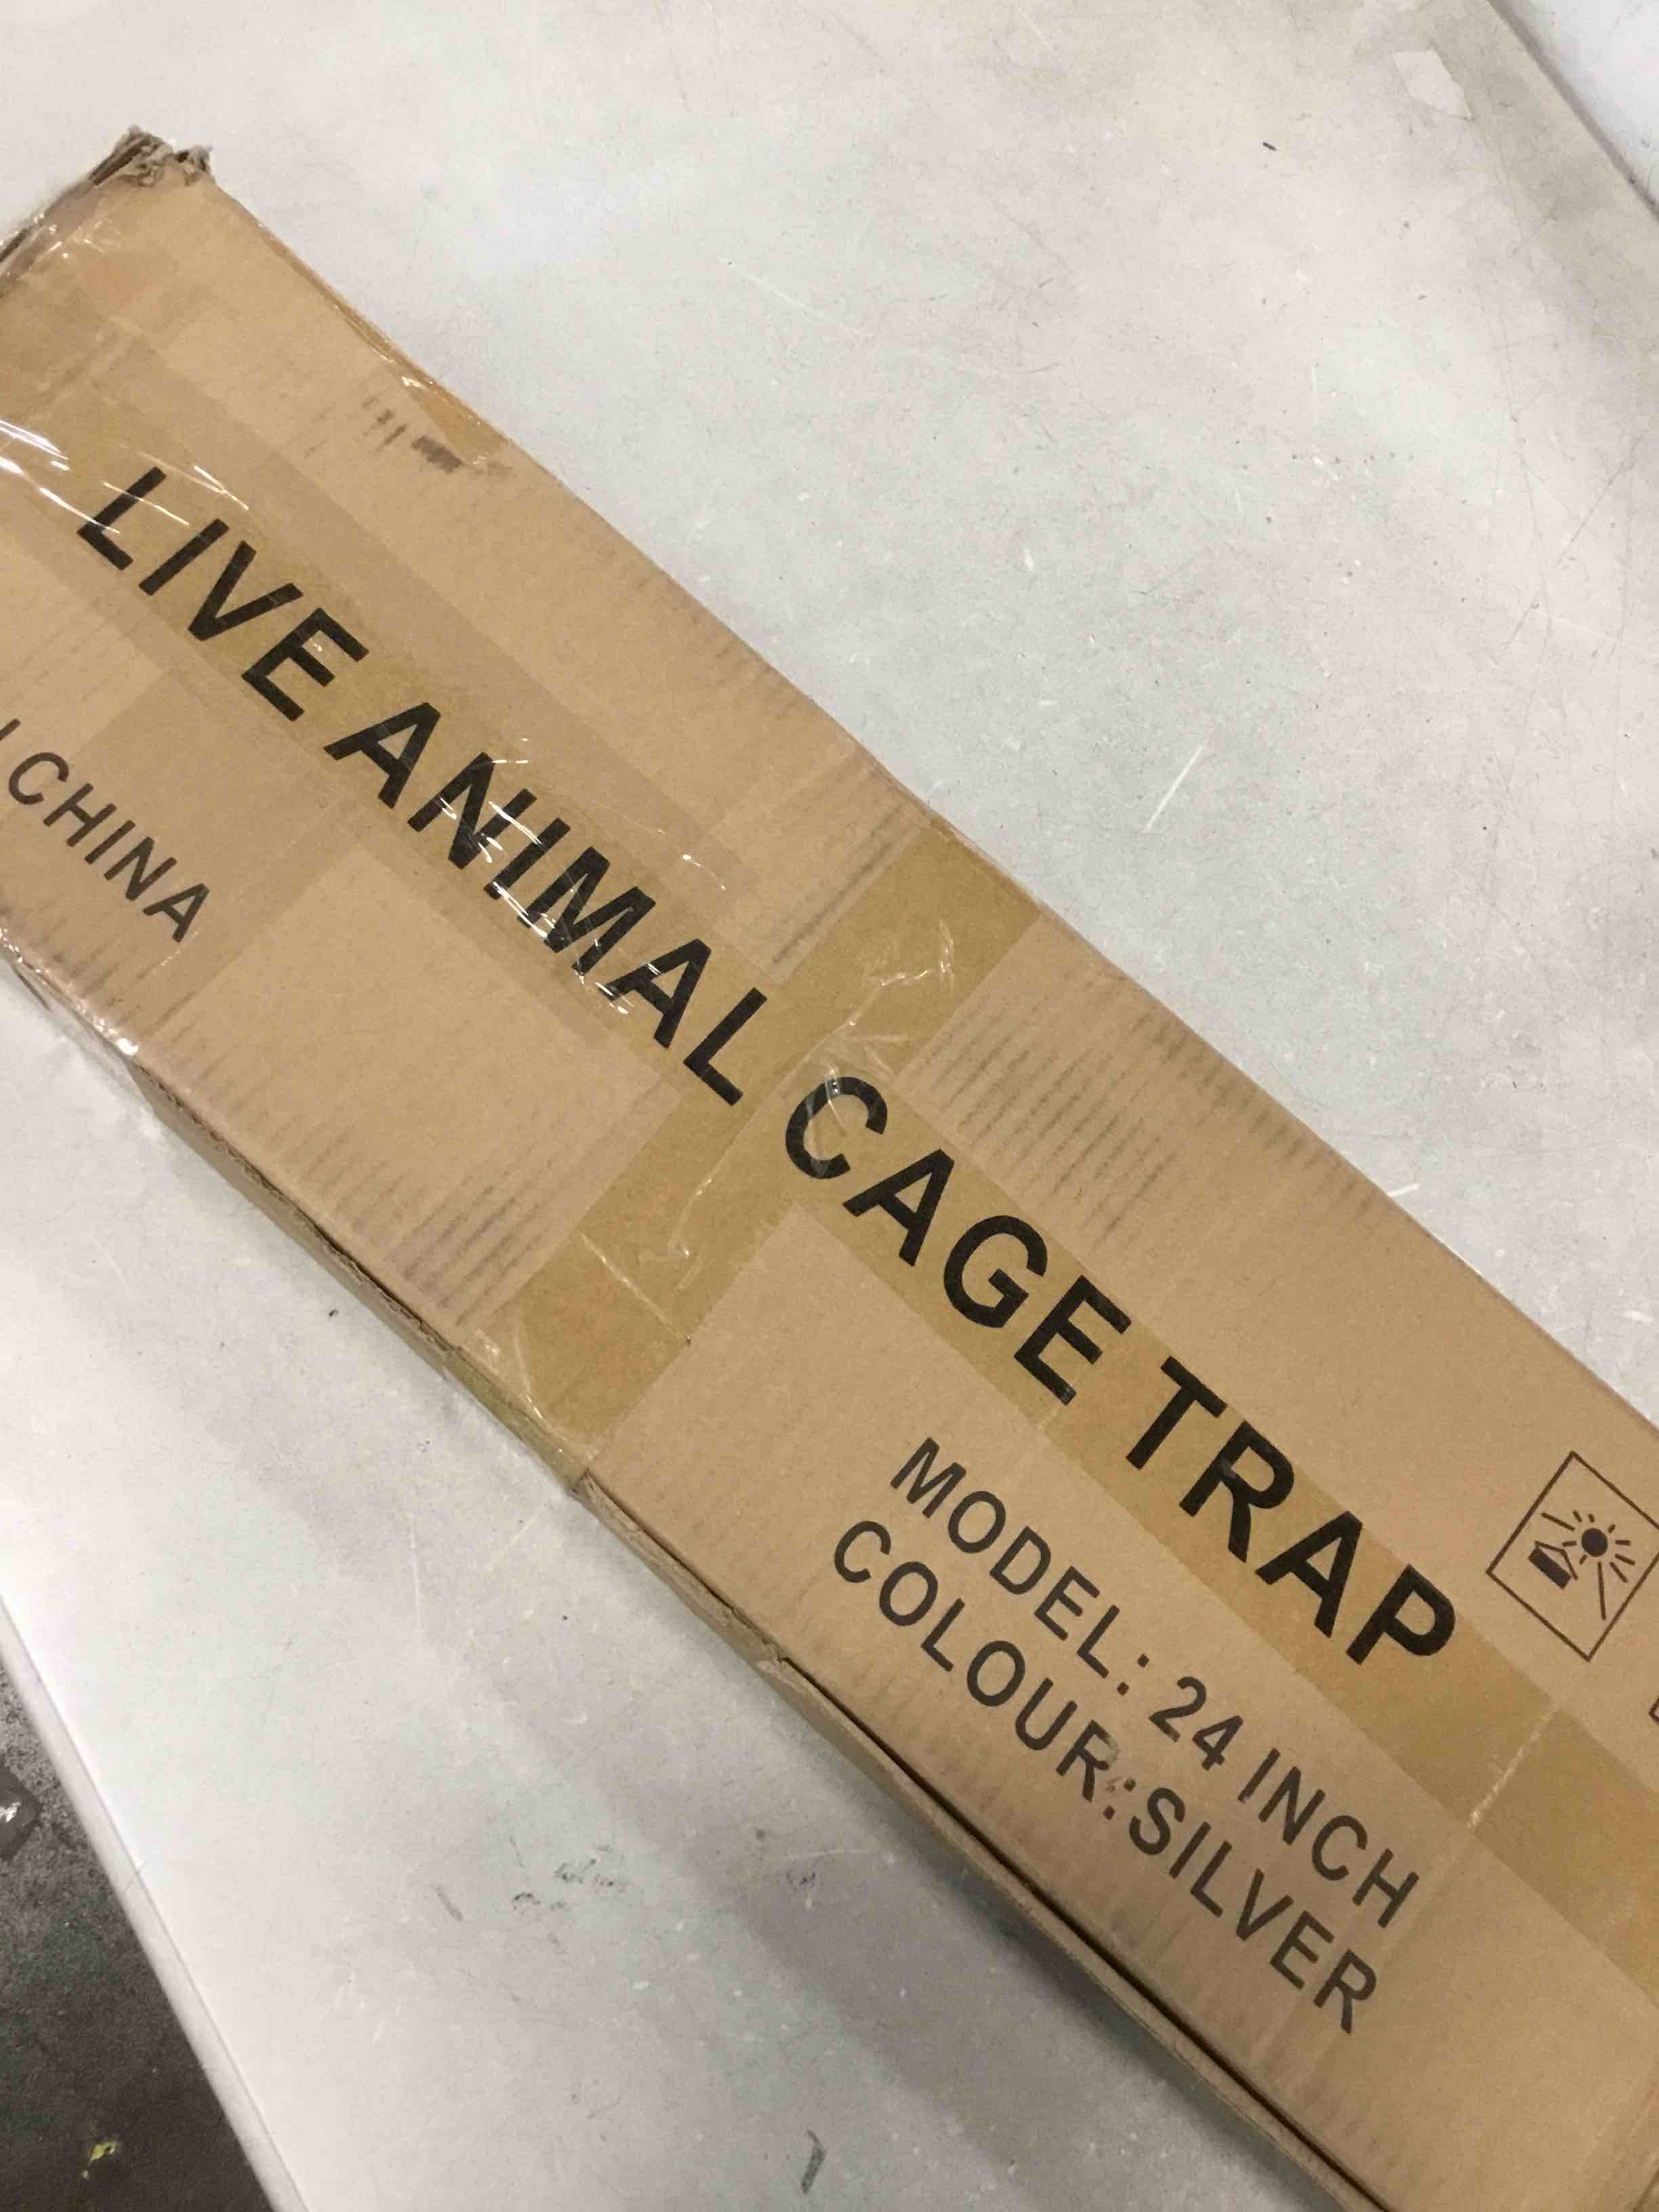 LIVE ANIMAL CAGE TRAP
CHINA
MODEL: 24 INCH
COLOUR:SILVER